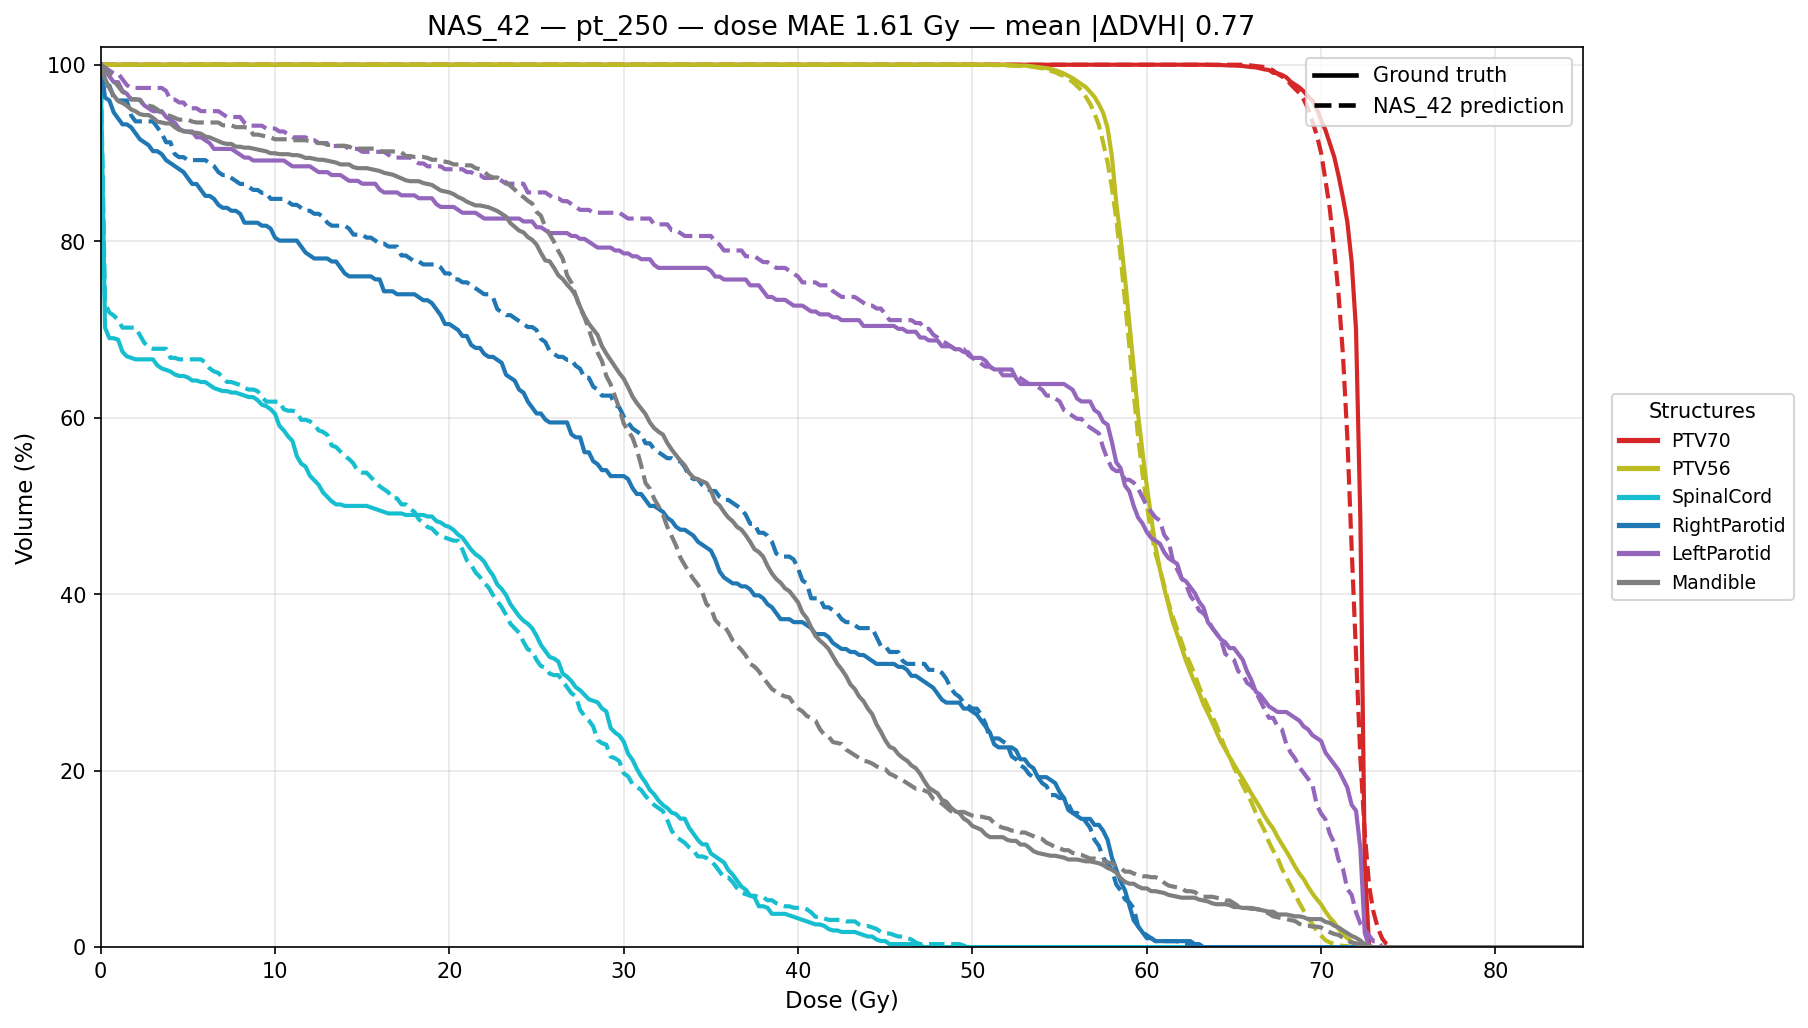 NAS_42 — pt_250 — dose MAE 1.61 Gy — mean |ΔDVH| 0.77
Ground truth
NAS_42 prediction
Volume (%)
100
80
60
40
20
0
0 10 20 30 40 50 60 70 80
Dose (Gy)
Structures
PTV70
PTV56
SpinalCord
RightParotid
LeftParotid
Mandible